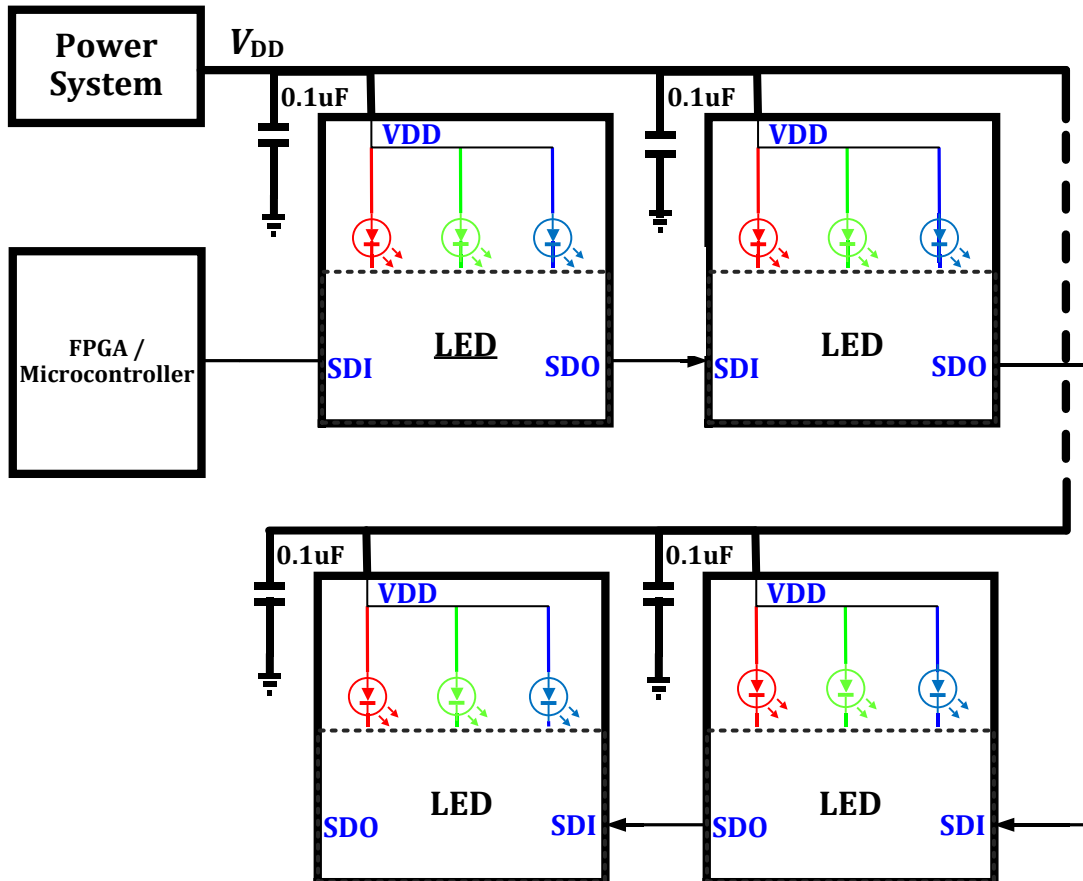 Power
System
VDD
0.1uF
0.1uF
VDD
VDD
FPGA /
Microcontroller
LED
SDI
SDO
LED
SDI
SDO
0.1uF
0.1uF
VDD
VDD
LED
SDO
SDI
LED
SDO
SDI